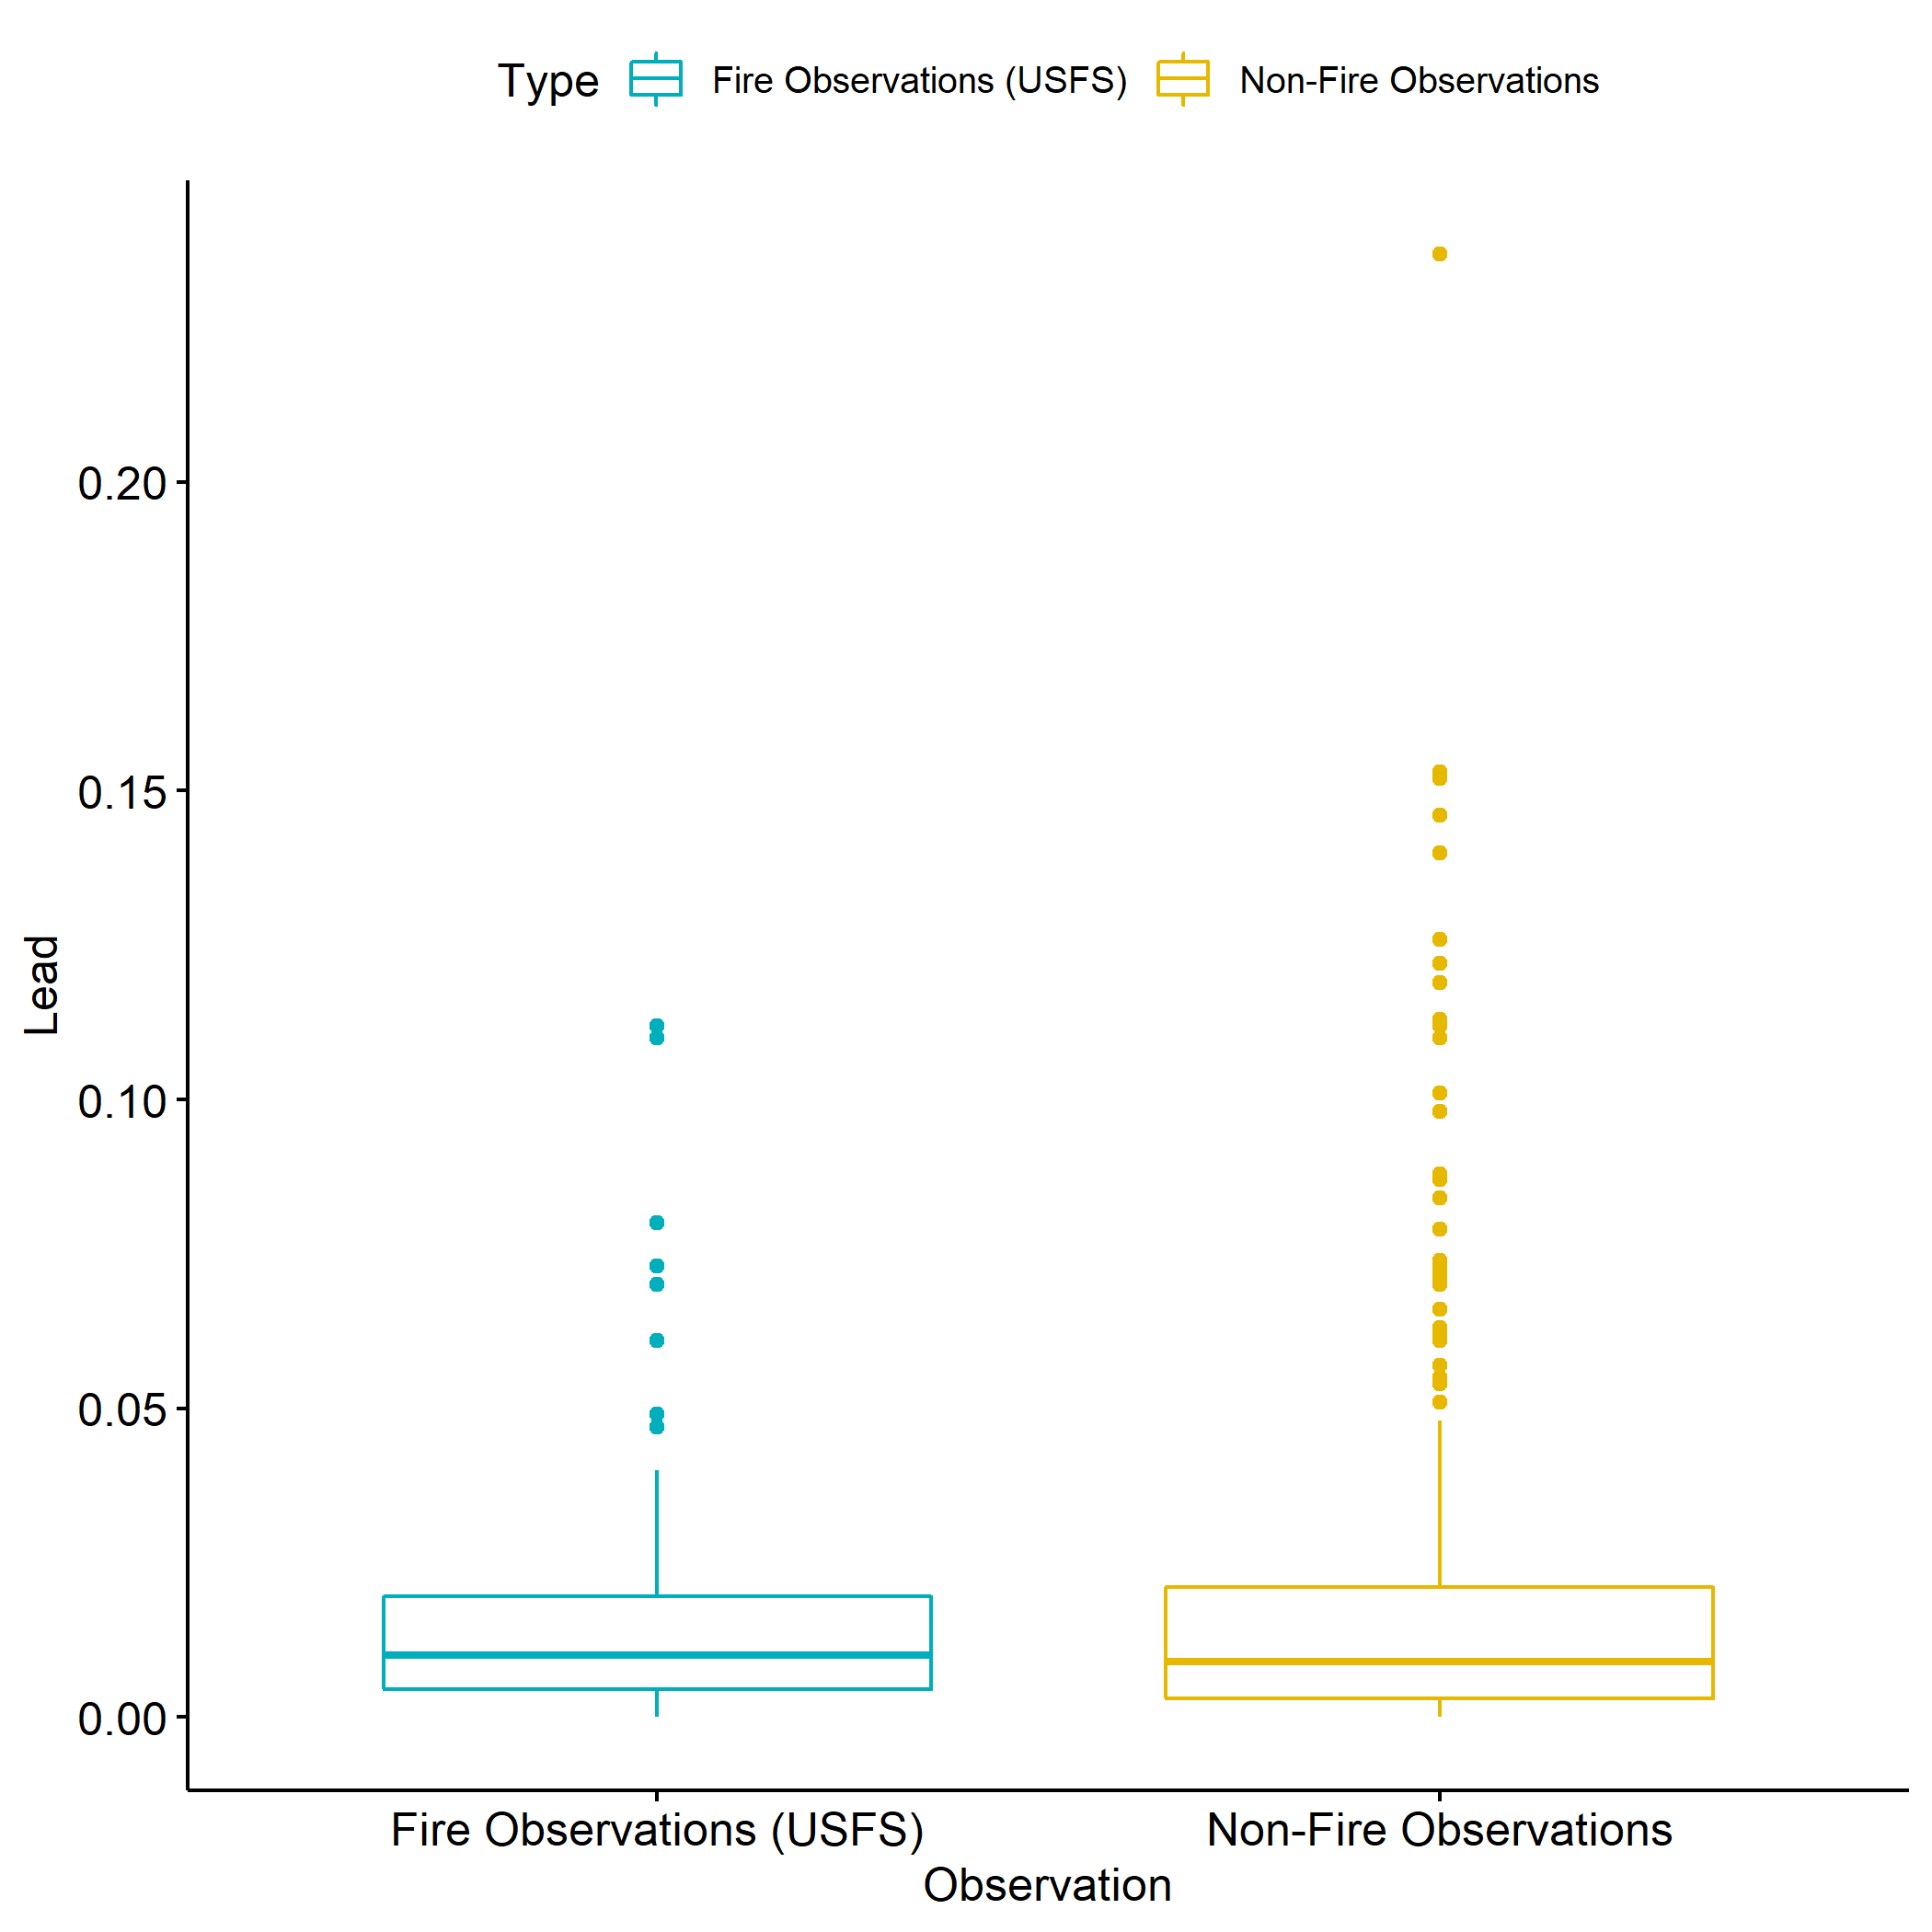 Type Fire Observations (USFS) Non-Fire Observations
0.20
0.15
0.10
0.05
0.00
Lead
Fire Observations (USFS) Non-Fire Observations
Observation